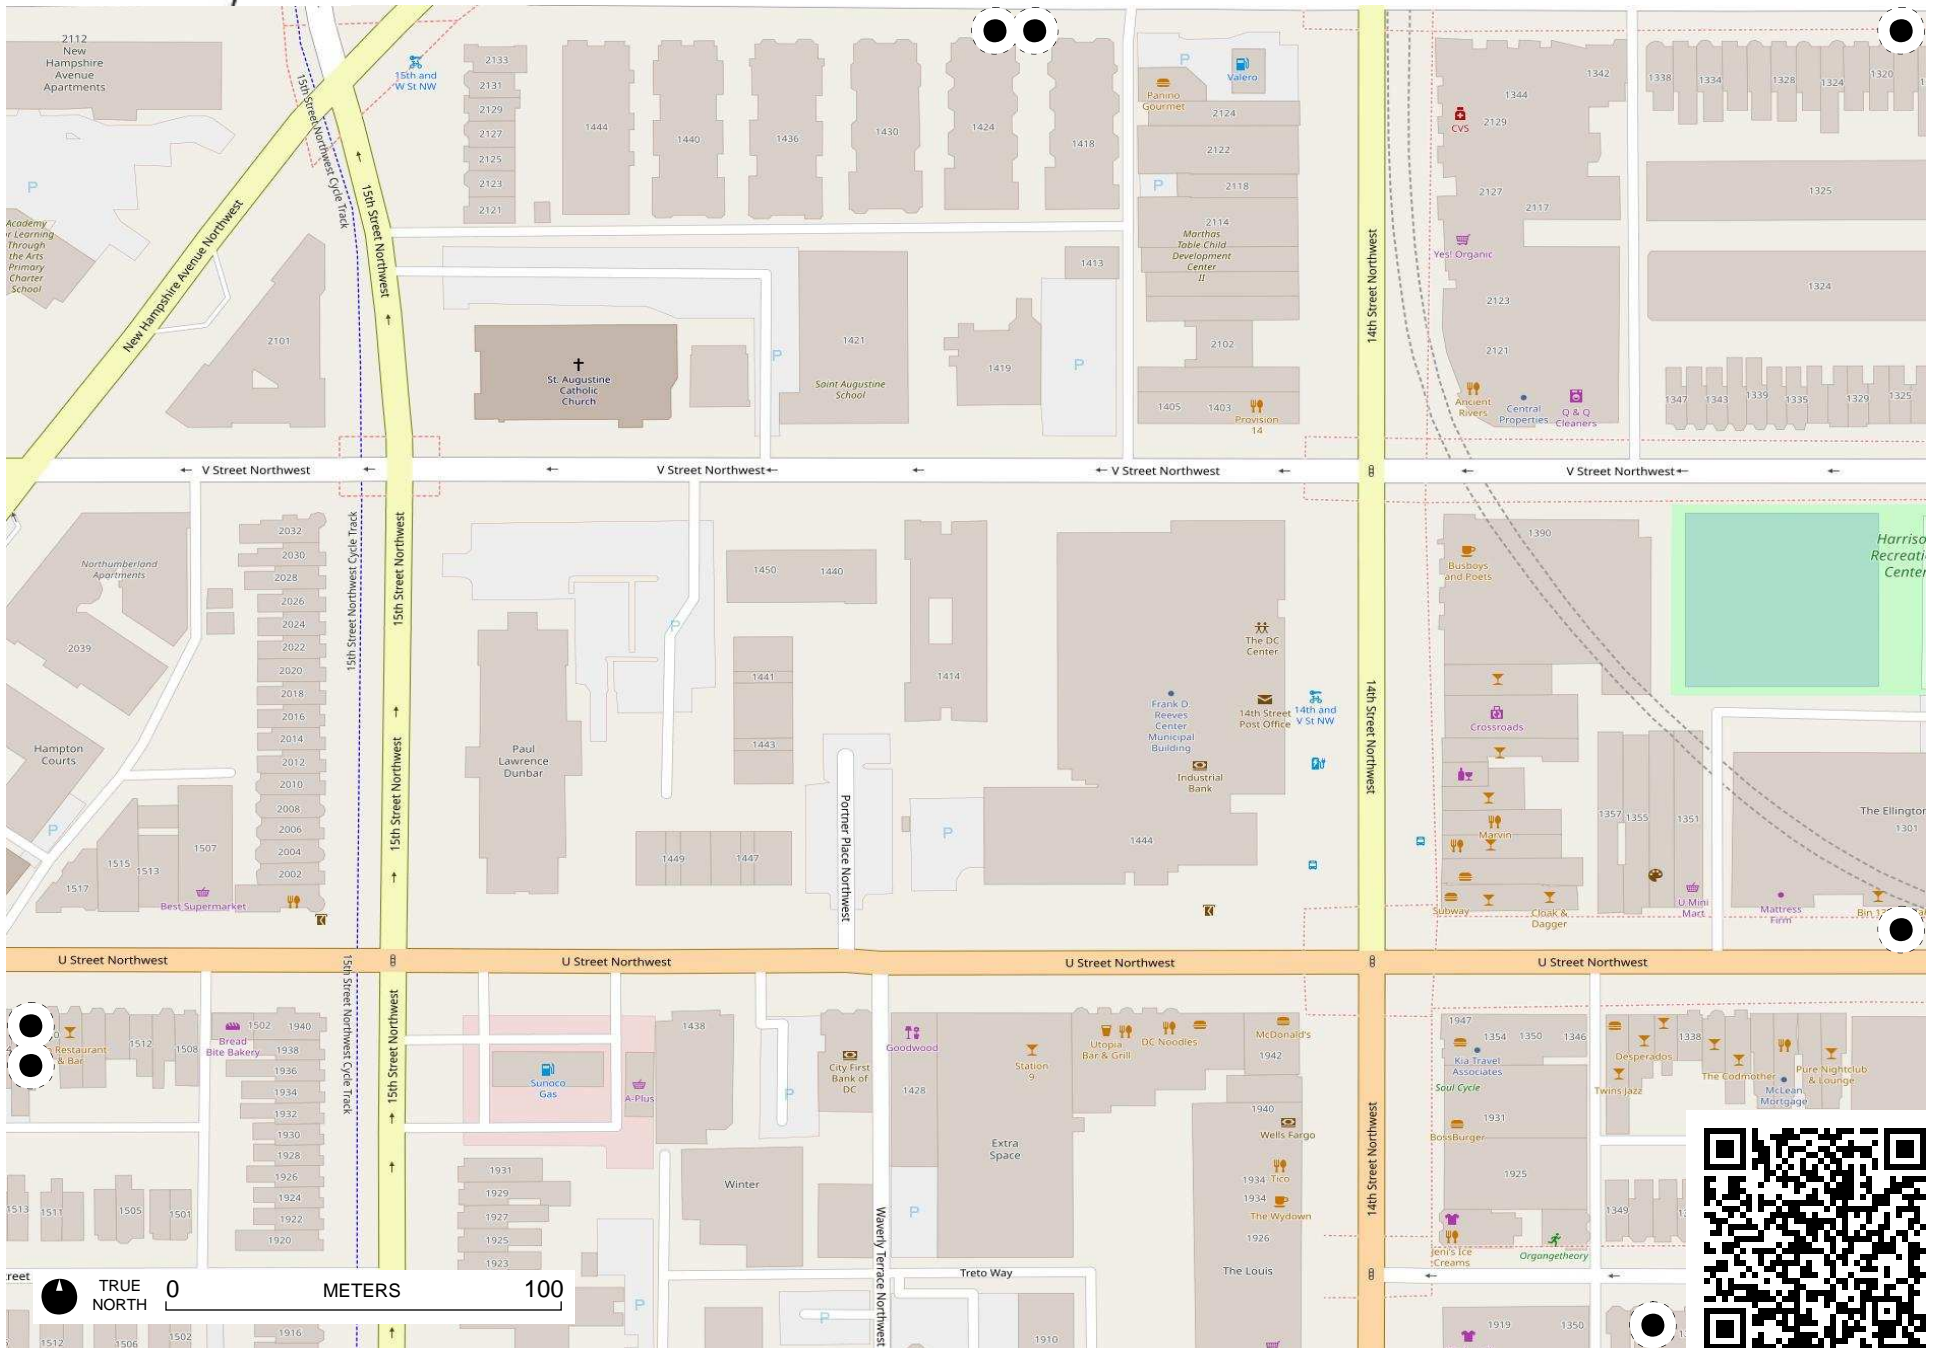 2112
New
Hampshire
Avenue
Apartments
15th Street Northwest Cycle Track
15th and
W St NW
2133
2131
2129
2127
2125
2123
2121
1444
1440
1436
1430
1424
1418
P
Panino
Gourmet
Valero
2124
2122
P
2118
2114
Marthas
Table Child
Development
Center
II
2102
1405
1403
Provision
14
14th Street Northwest
1342
1344
CVS
2129
2127
2117
Yes! Organic
2123
2121
Ancient
Rivers
Central
Properties
Q & Q
Cleaners
1338
1334
1328
1324
1320
1325
1324
1347
1343
1339
1335
1329
1325
P
Academy
Learning
Through
the Arts
Primary
Charter
School
New Hampshire Avenue Northwest
15th Street Northwest
15th Street Northwest
2101
St. Augustine
Catholic
Church
P
1421
Saint Augustine
School
1419
1413
P
V Street Northwest
V Street Northwest
V Street Northwest
V Street Northwest
Northumberland
Apartments
2039
Hampton
Courts
P
2032
2030
2028
2026
2024
2022
2020
2018
2016
2014
2012
2010
2008
2006
2004
2002
1517
1515
1513
1507
Best Supermarket
15th Street Northwest Cycle Track
15th Street Northwest
15th Street Northwest
Paul
Lawrence
Dunbar
P
1450
1440
1441
1443
1449
1447
1414
Portner Place Northwest
P
1444
The DC
Center
Frank D.
Reeves
Center
Municipal
Building
14th Street
Post Office
14th and
V St NW
Industrial
Bank
14th Street Northwest
1390
Busboys
and Poets
Crossroads
Marvin
Subway
Cloak &
Dagger
1357
1355
1351
U Mini
Mart
Mattress
Firm
The Ellington
1301
Harriso
Recreati
Center
U Street Northwest
U Street Northwest
U Street Northwest
U Street Northwest
Restaurant
& Bar
1512
1508
Bread
Bite Bakery
1502
1940
1938
1936
1934
1932
1930
1928
1926
1924
1922
1920
1916
1513
1511
1505
1501
1512
1506
1502
15th Street Northwest Cycle Track
15th Street Northwest
Sunoco
Gas
A-Plus
1438
P
City First
Bank of
DC
Goodwood
1428
Station
9
Utopia
Bar & Grill
DC Noodles
McDonald's
1942
1940
Wells Fargo
1934
Tico
1934
The Wydown
1926
The Louis
Extra
Space
P
Winter
1931
1929
1927
1925
1923
P
P
Waverly Terrace Northwest
Treto Way
1910
14th Street Northwest
1947
1354
1350
1346
Kia Travel
Associates
Soul Cycle
1931
BossBurger
1925
Jeni's Ice
Creams
Organgetheory
1919
1350
1338
Desperados
Twins Jazz
The Codmother
McLean
Mortgage
Pure Nightclub
& Lounge
1349
TRUE
NORTH
0
METERS
100